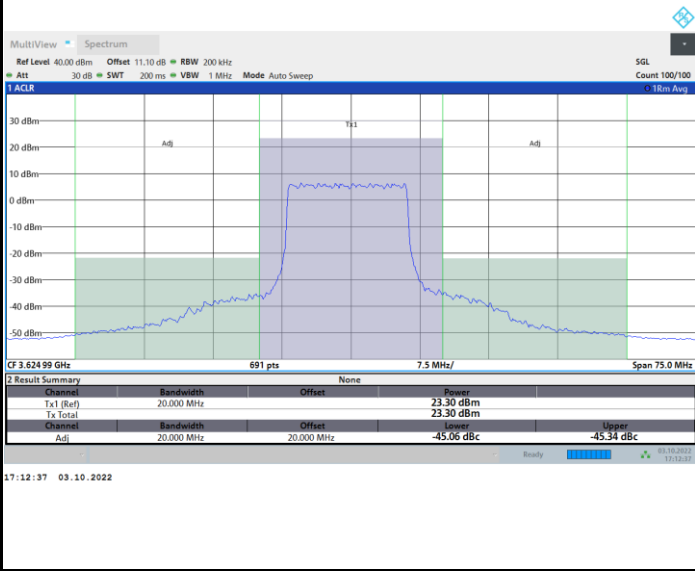 MultiView Spectrum
Ref Level 40.00 dBm Offset 11.10 dB RBW 200 kHz SGL
Att 30 dB SWT 200 ms VBW 1 MHz Mode Auto Sweep Count 100/100
1 ACLR 1Rm Avg
Tx1
Adj Adj
30 dBm
20 dBm
10 dBm
0 dBm
-10 dBm
-20 dBm
-30 dBm
-40 dBm
-50 dBm
CF 3.624 99 GHz 691 pts 7.5 MHz/ Span 75.0 MHz
2 Result Summary None
Channel Bandwidth Offset Power
Tx1 (Ref) 20.000 MHz 23.30 dBm
Tx Total 23.30 dBm
Channel Bandwidth Offset Lower Upper
Adj 20.000 MHz 20.000 MHz -45.06 dBc -45.34 dBc
Ready 03.10.2022
17:12:37
17:12:37 03.10.2022